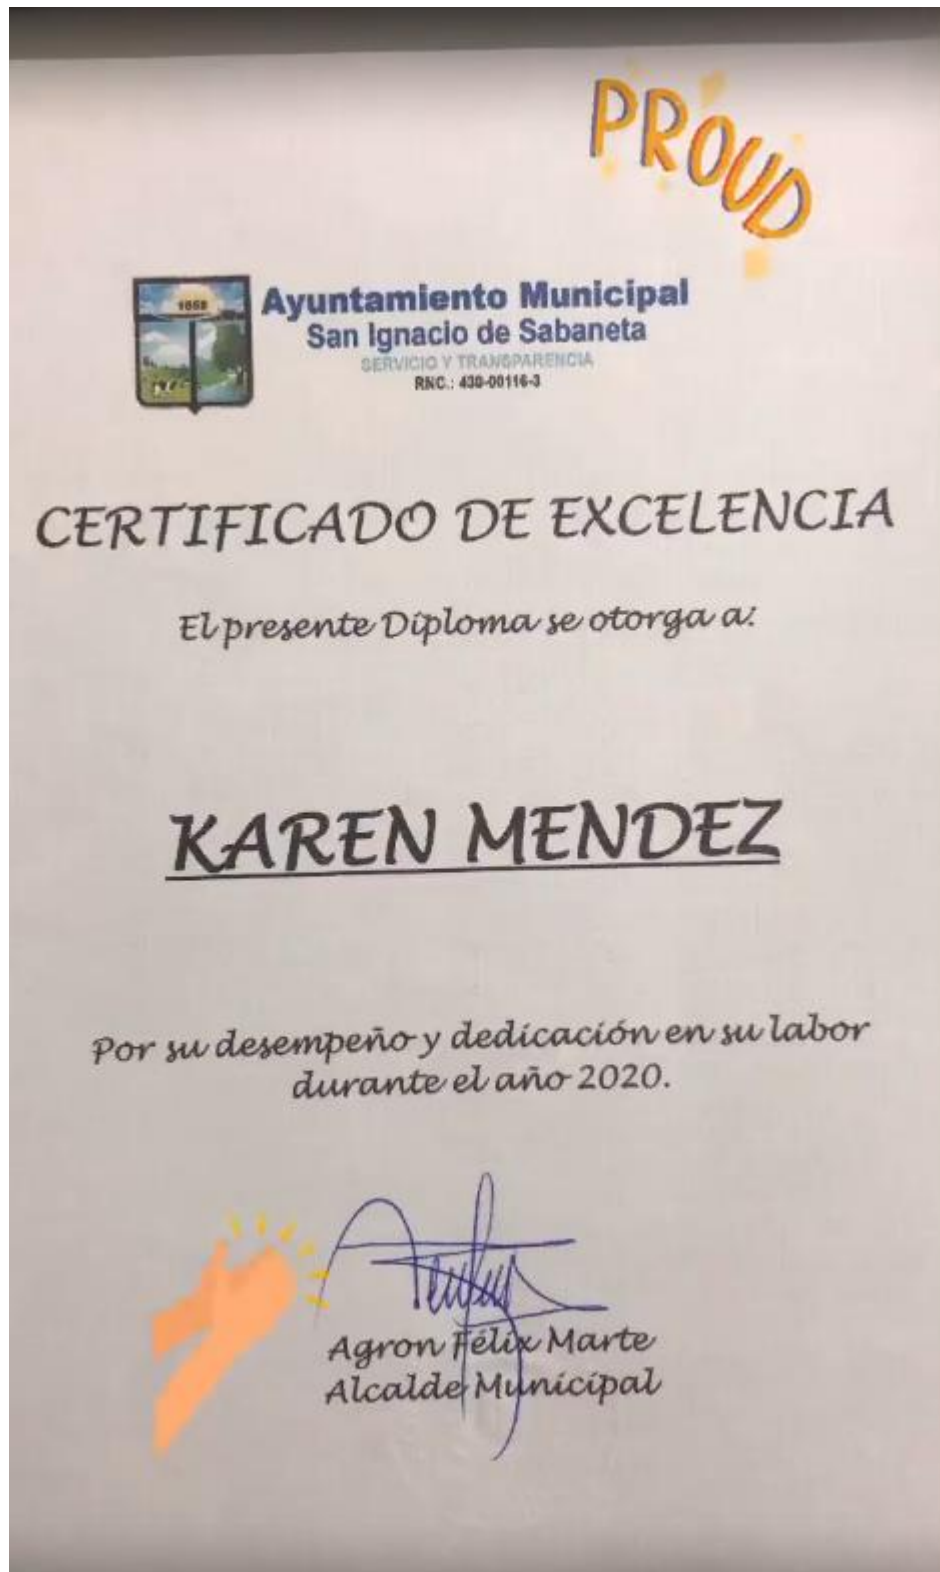 PROUD
1668
Ayuntamiento Municipal
San Ignacio de Sabaneta
SERVICIO Y TRANSPARENCIA
RNC.: 430-00116-3
CERTIFICADO DE EXCELENCIA
El presente Diploma se otorga a:
KAREN MENDEZ
Por su desempeño y dedicación en su labor
durante el año 2020.
Agron Félix Marte
Alcalde Municipal